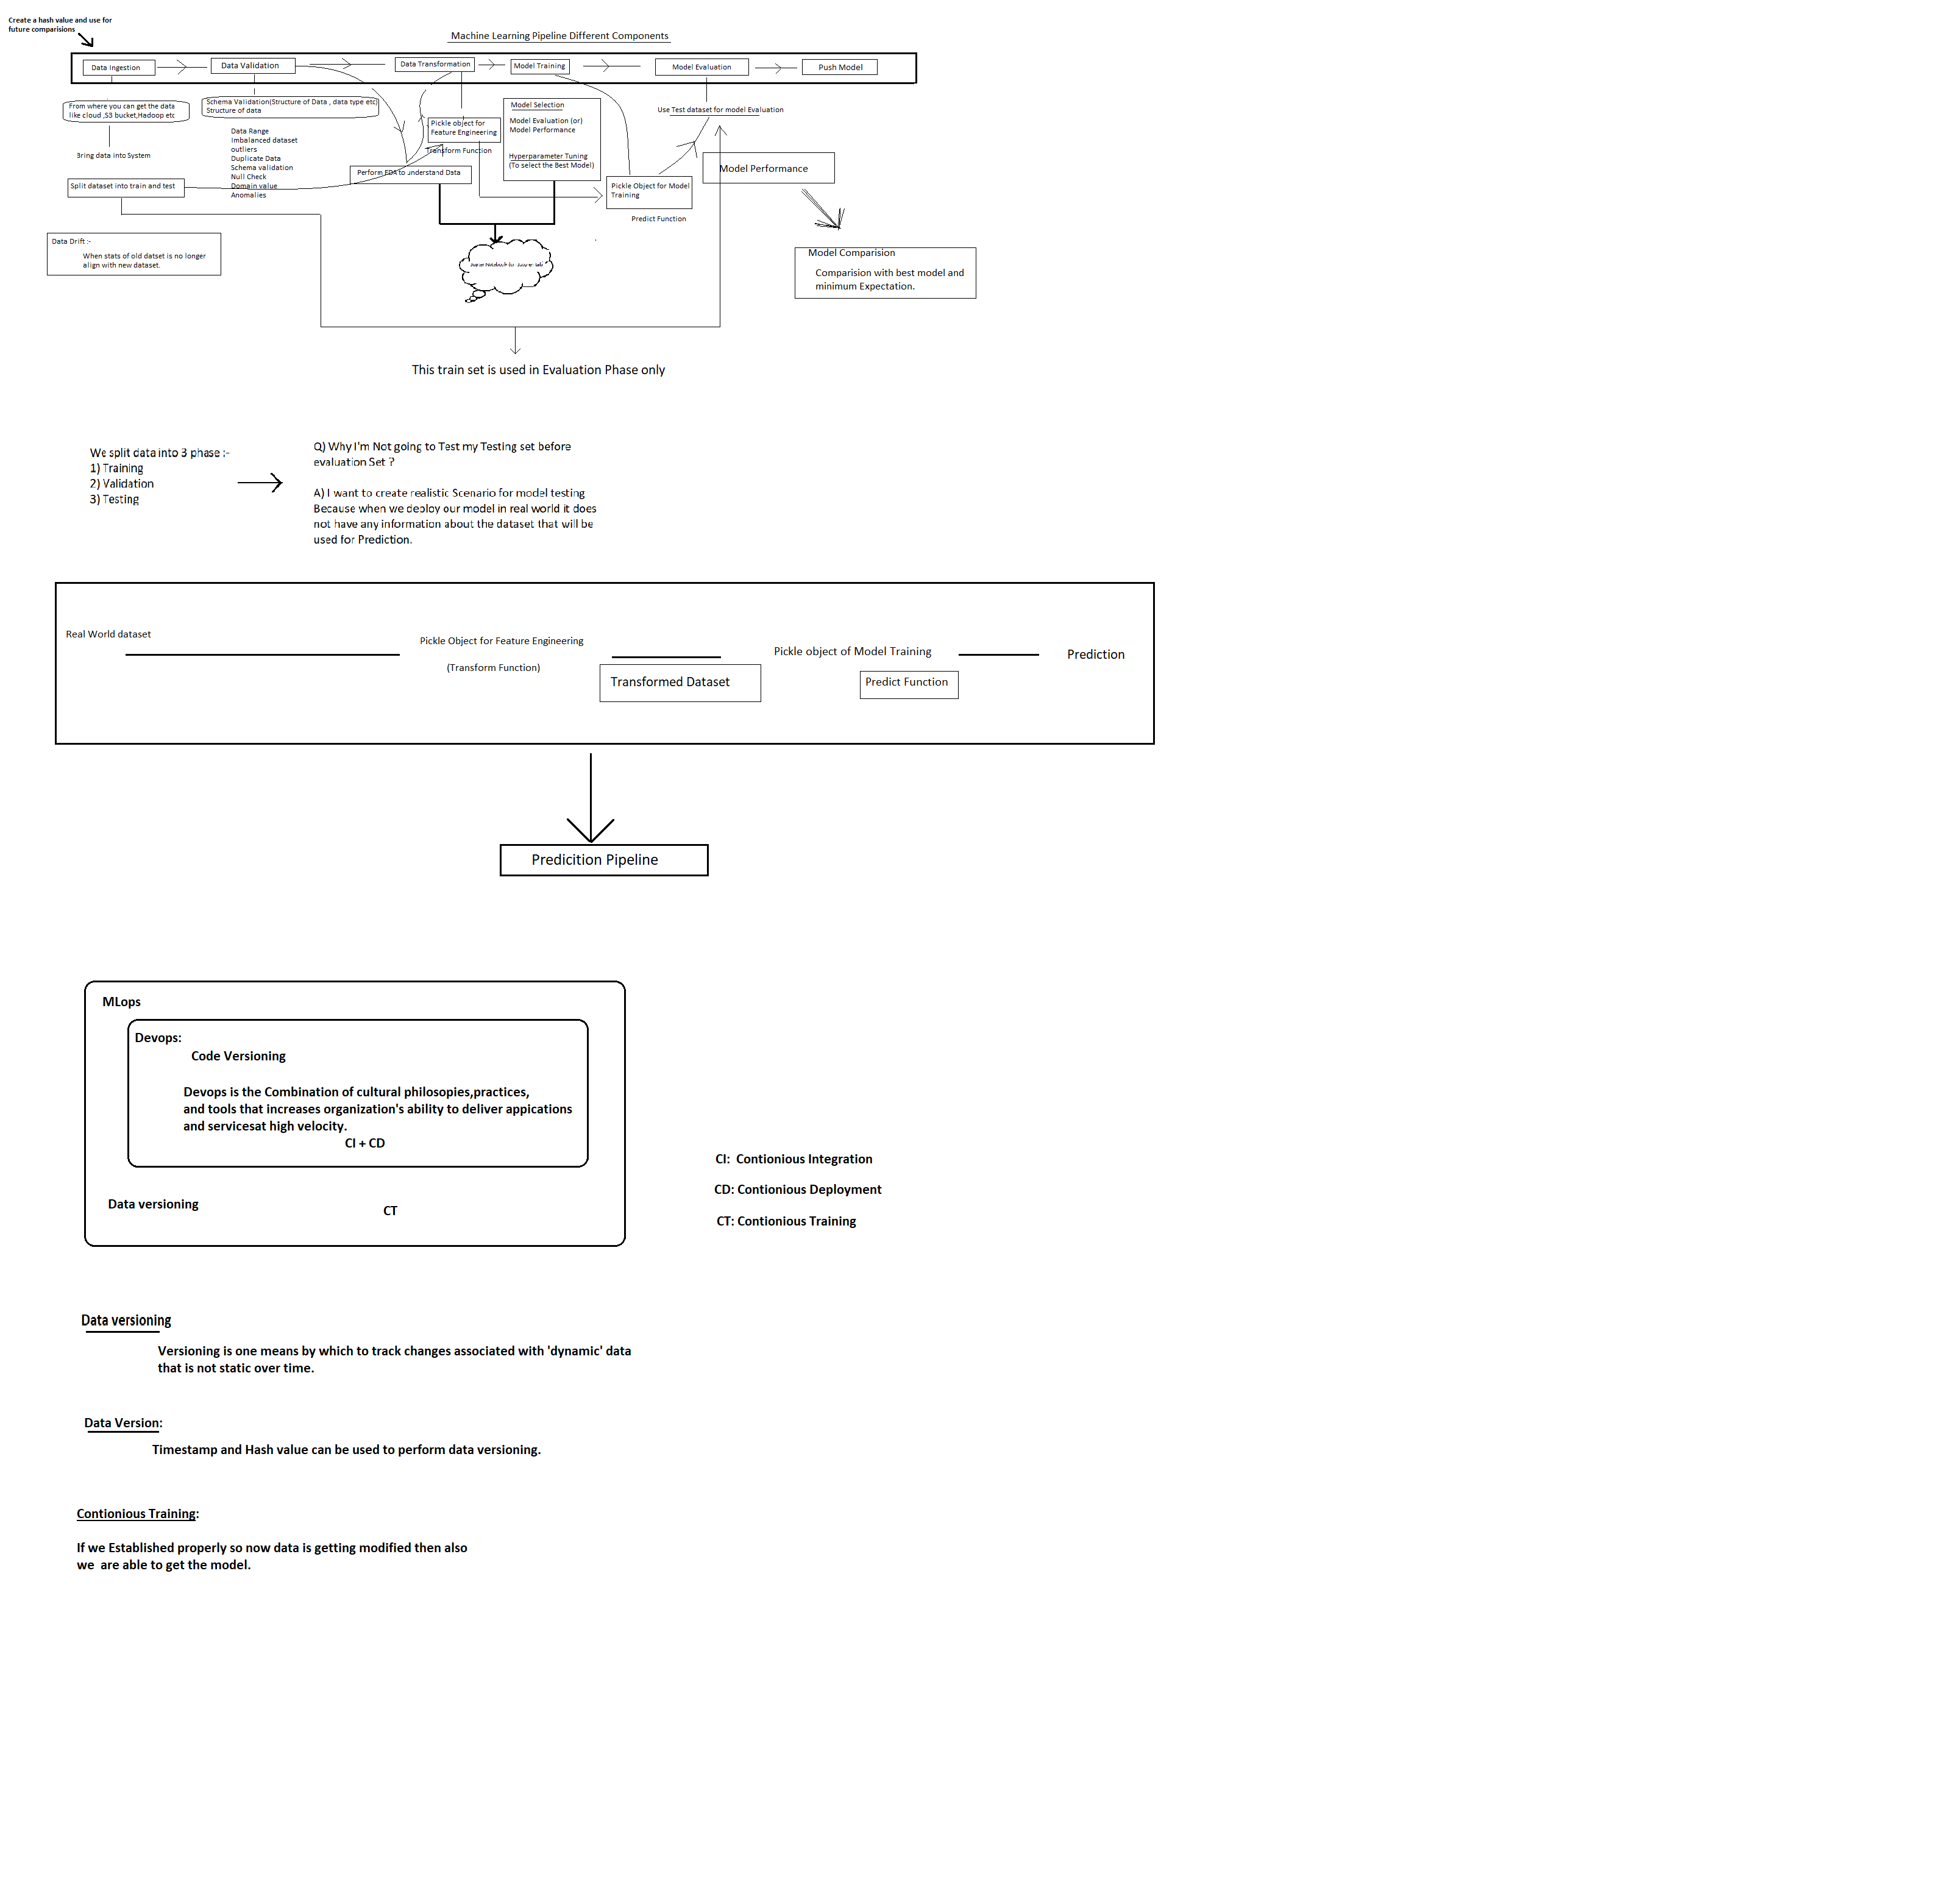 Create a hash value and use for
future comparisions
Machine Learning Pipeline Different Components
Data Ingestion
Data Validation
Data Transformation
Model Training
Model Evaluation
Push Model
From where you can get the data
like cloud ,S3 bucket,Hadoop etc
Bring data into System
Split dataset into train and test
Schema Validation(Structure of Data , data type etc)
Structure of data
Data Range
Imbalanced dataset
outliers
Duplicate Data
Schema validation
Null Check
Domain value
Anomalies
Pickle object for
Feature Engineering
Transform Function
Perform EDA to understand Data
Model Selection
Model Evaluation (or)
Model Performance
Hyperparameter Tuning
(To select the Best Model)
Pickle Object for Model
Training
Predict Function
Use Test dataset for model Evaluation
Model Performance
Model Comparision
Comparision with best model and
minimum Expectation.
Data Drift :-
When stats of old datset is no longer
align with new dataset.
This train set is used in Evaluation Phase only
We split data into 3 phase :-
1) Training
2) Validation
3) Testing
Q) Why I'm Not going to Test my Testing set before
evaluation Set ?
A) I want to create realistic Scenario for model testing
Because when we deploy our model in real world it does
not have any information about the dataset that will be
used for Prediction.
Real World dataset
Pickle Object for Feature Engineering
(Transform Function)
Transformed Dataset
Pickle object of Model Training
Predict Function
Prediction
Predicition Pipeline
MLops
Devops:
Code Versioning
Devops is the Combination of cultural philosopies,practices,
and tools that increases organization's ability to deliver appications
and servicesat high velocity.
CI + CD
Data versioning
CT
CI:  Contionious Integration
CD: Contionious Deployment
CT: Contionious Training
Data versioning
Versioning is one means by which to track changes associated with 'dynamic' data
that is not static over time.
Data Version:
Timestamp and Hash value can be used to perform data versioning.
Contionious Training:
If we Established properly so now data is getting modified then also
we  are able to get the model.